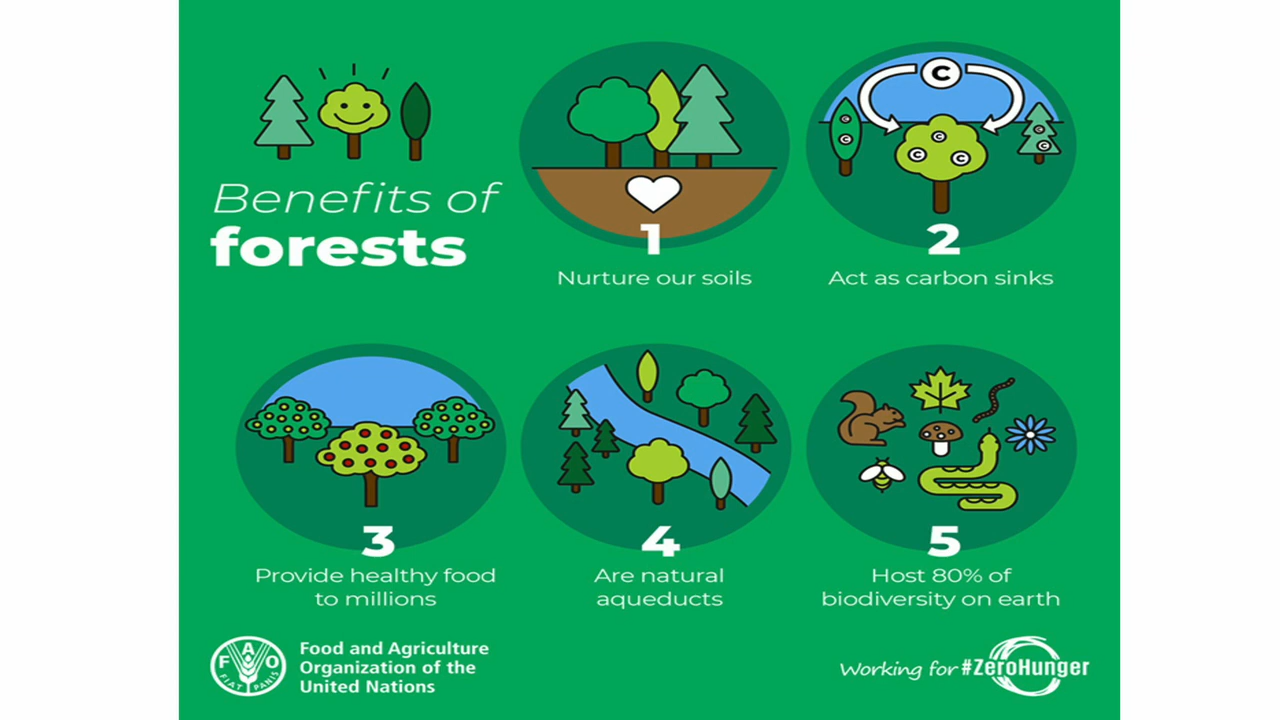 Benefits of
forests
C
C
C
C
C
C
C
C
1
Nurture our soils
2
Act as carbon sinks
3
Provide healthy food
to millions
4
Are natural
aqueducts
5
Host 80% of
biodiversity on earth
F A O
FIAT PANIS
Food and Agriculture
Organization of the
United Nations
Working for #ZeroHunger